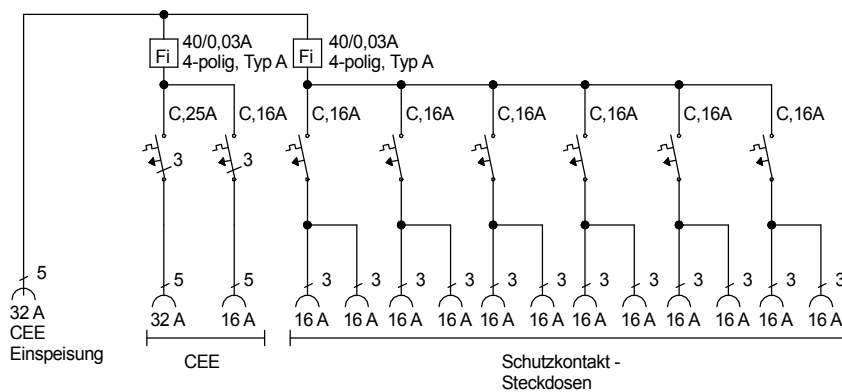 40/0,03A
4-polig, Typ A
Fi
40/0,03A
4-polig, Typ A
Fi
C,25A
C,16A
C,16A
C,16A
C,16A
C,16A
C,16A
C,16A
3
3
5
5
5
3
3
3
3
3
3
3
3
3
3
3
3
32 A
CEE
Einspeisung
32 A
16 A
16 A
16 A
16 A
16 A
16 A
16 A
16 A
16 A
16 A
16 A
16 A
16 A
CEE
Schutzkontakt -
Steckdosen